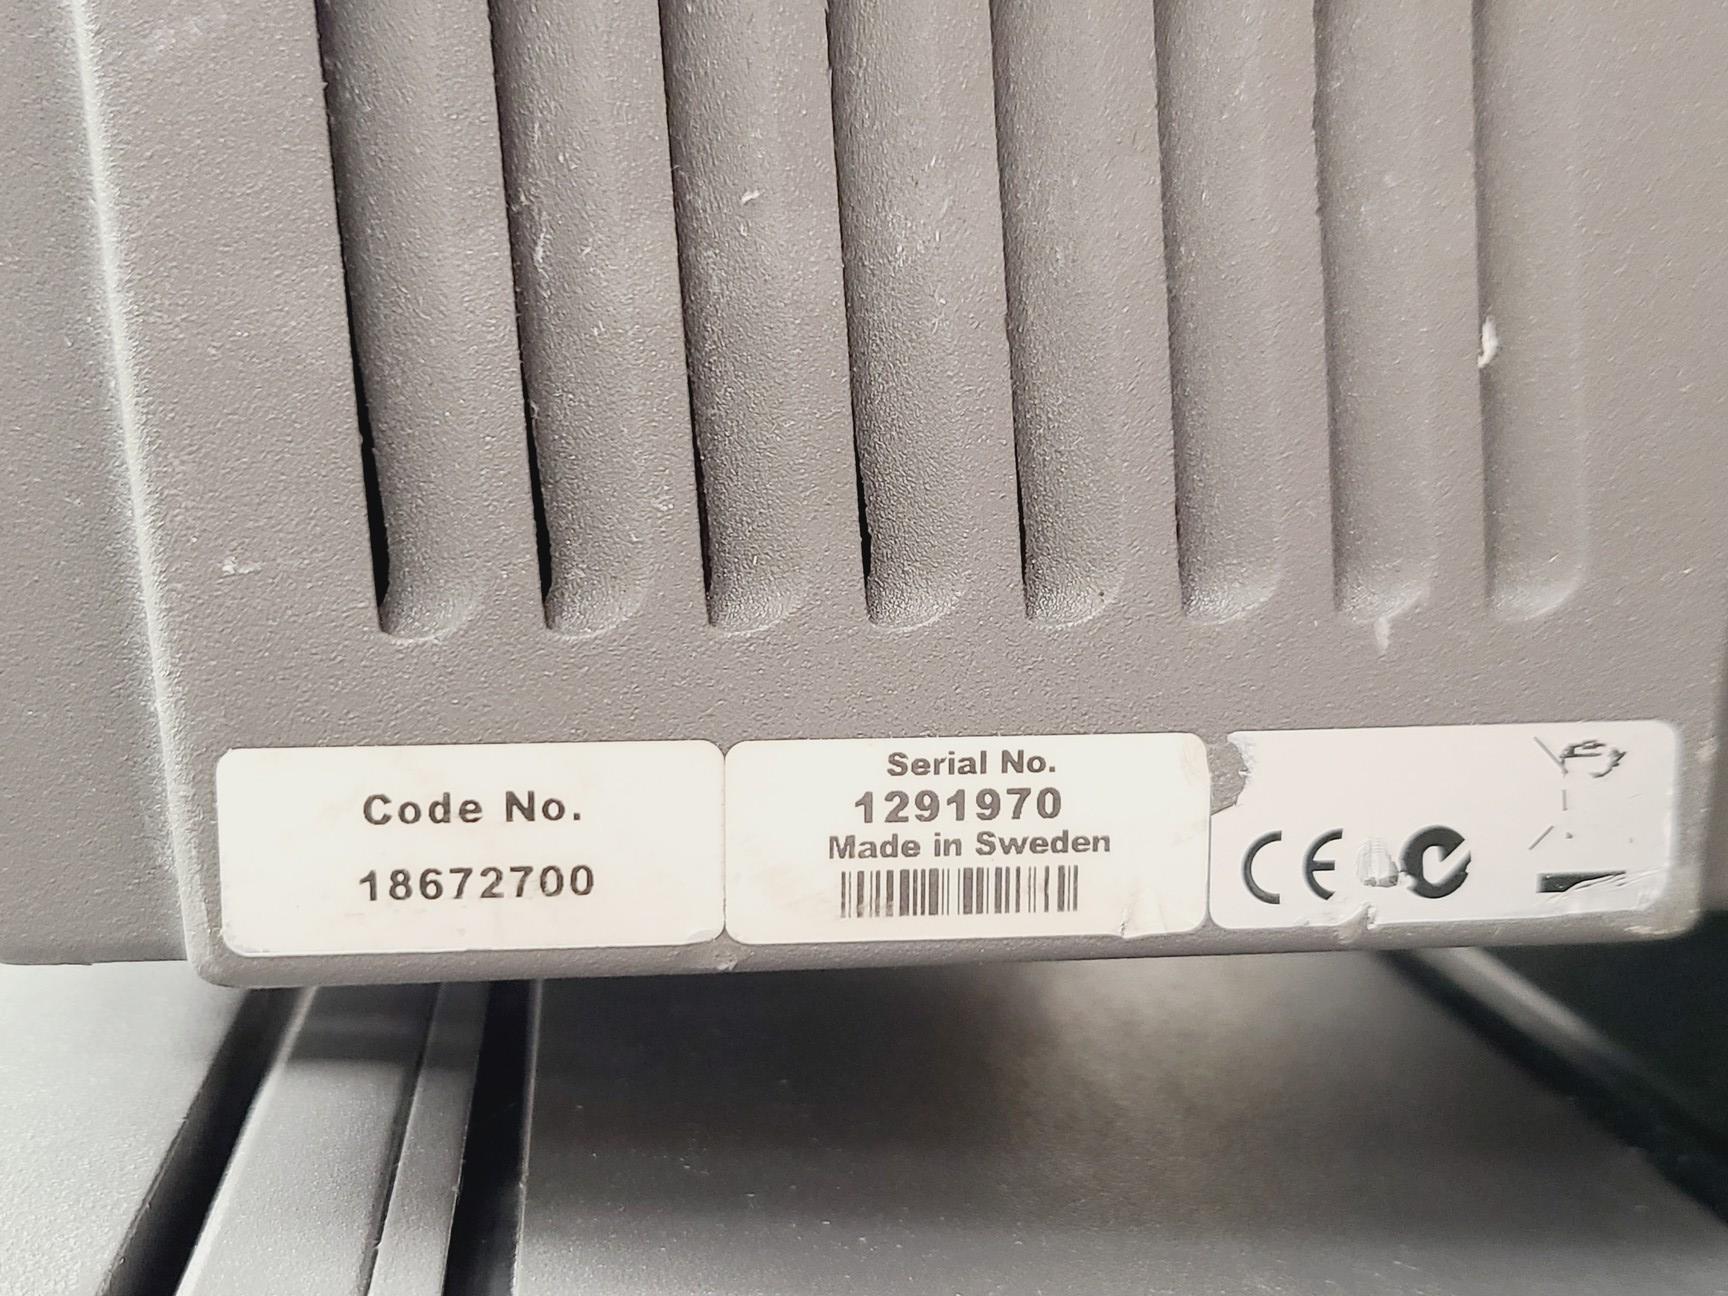 Code No.
18672700
Serial No.
1291970
Made in Sweden
CE